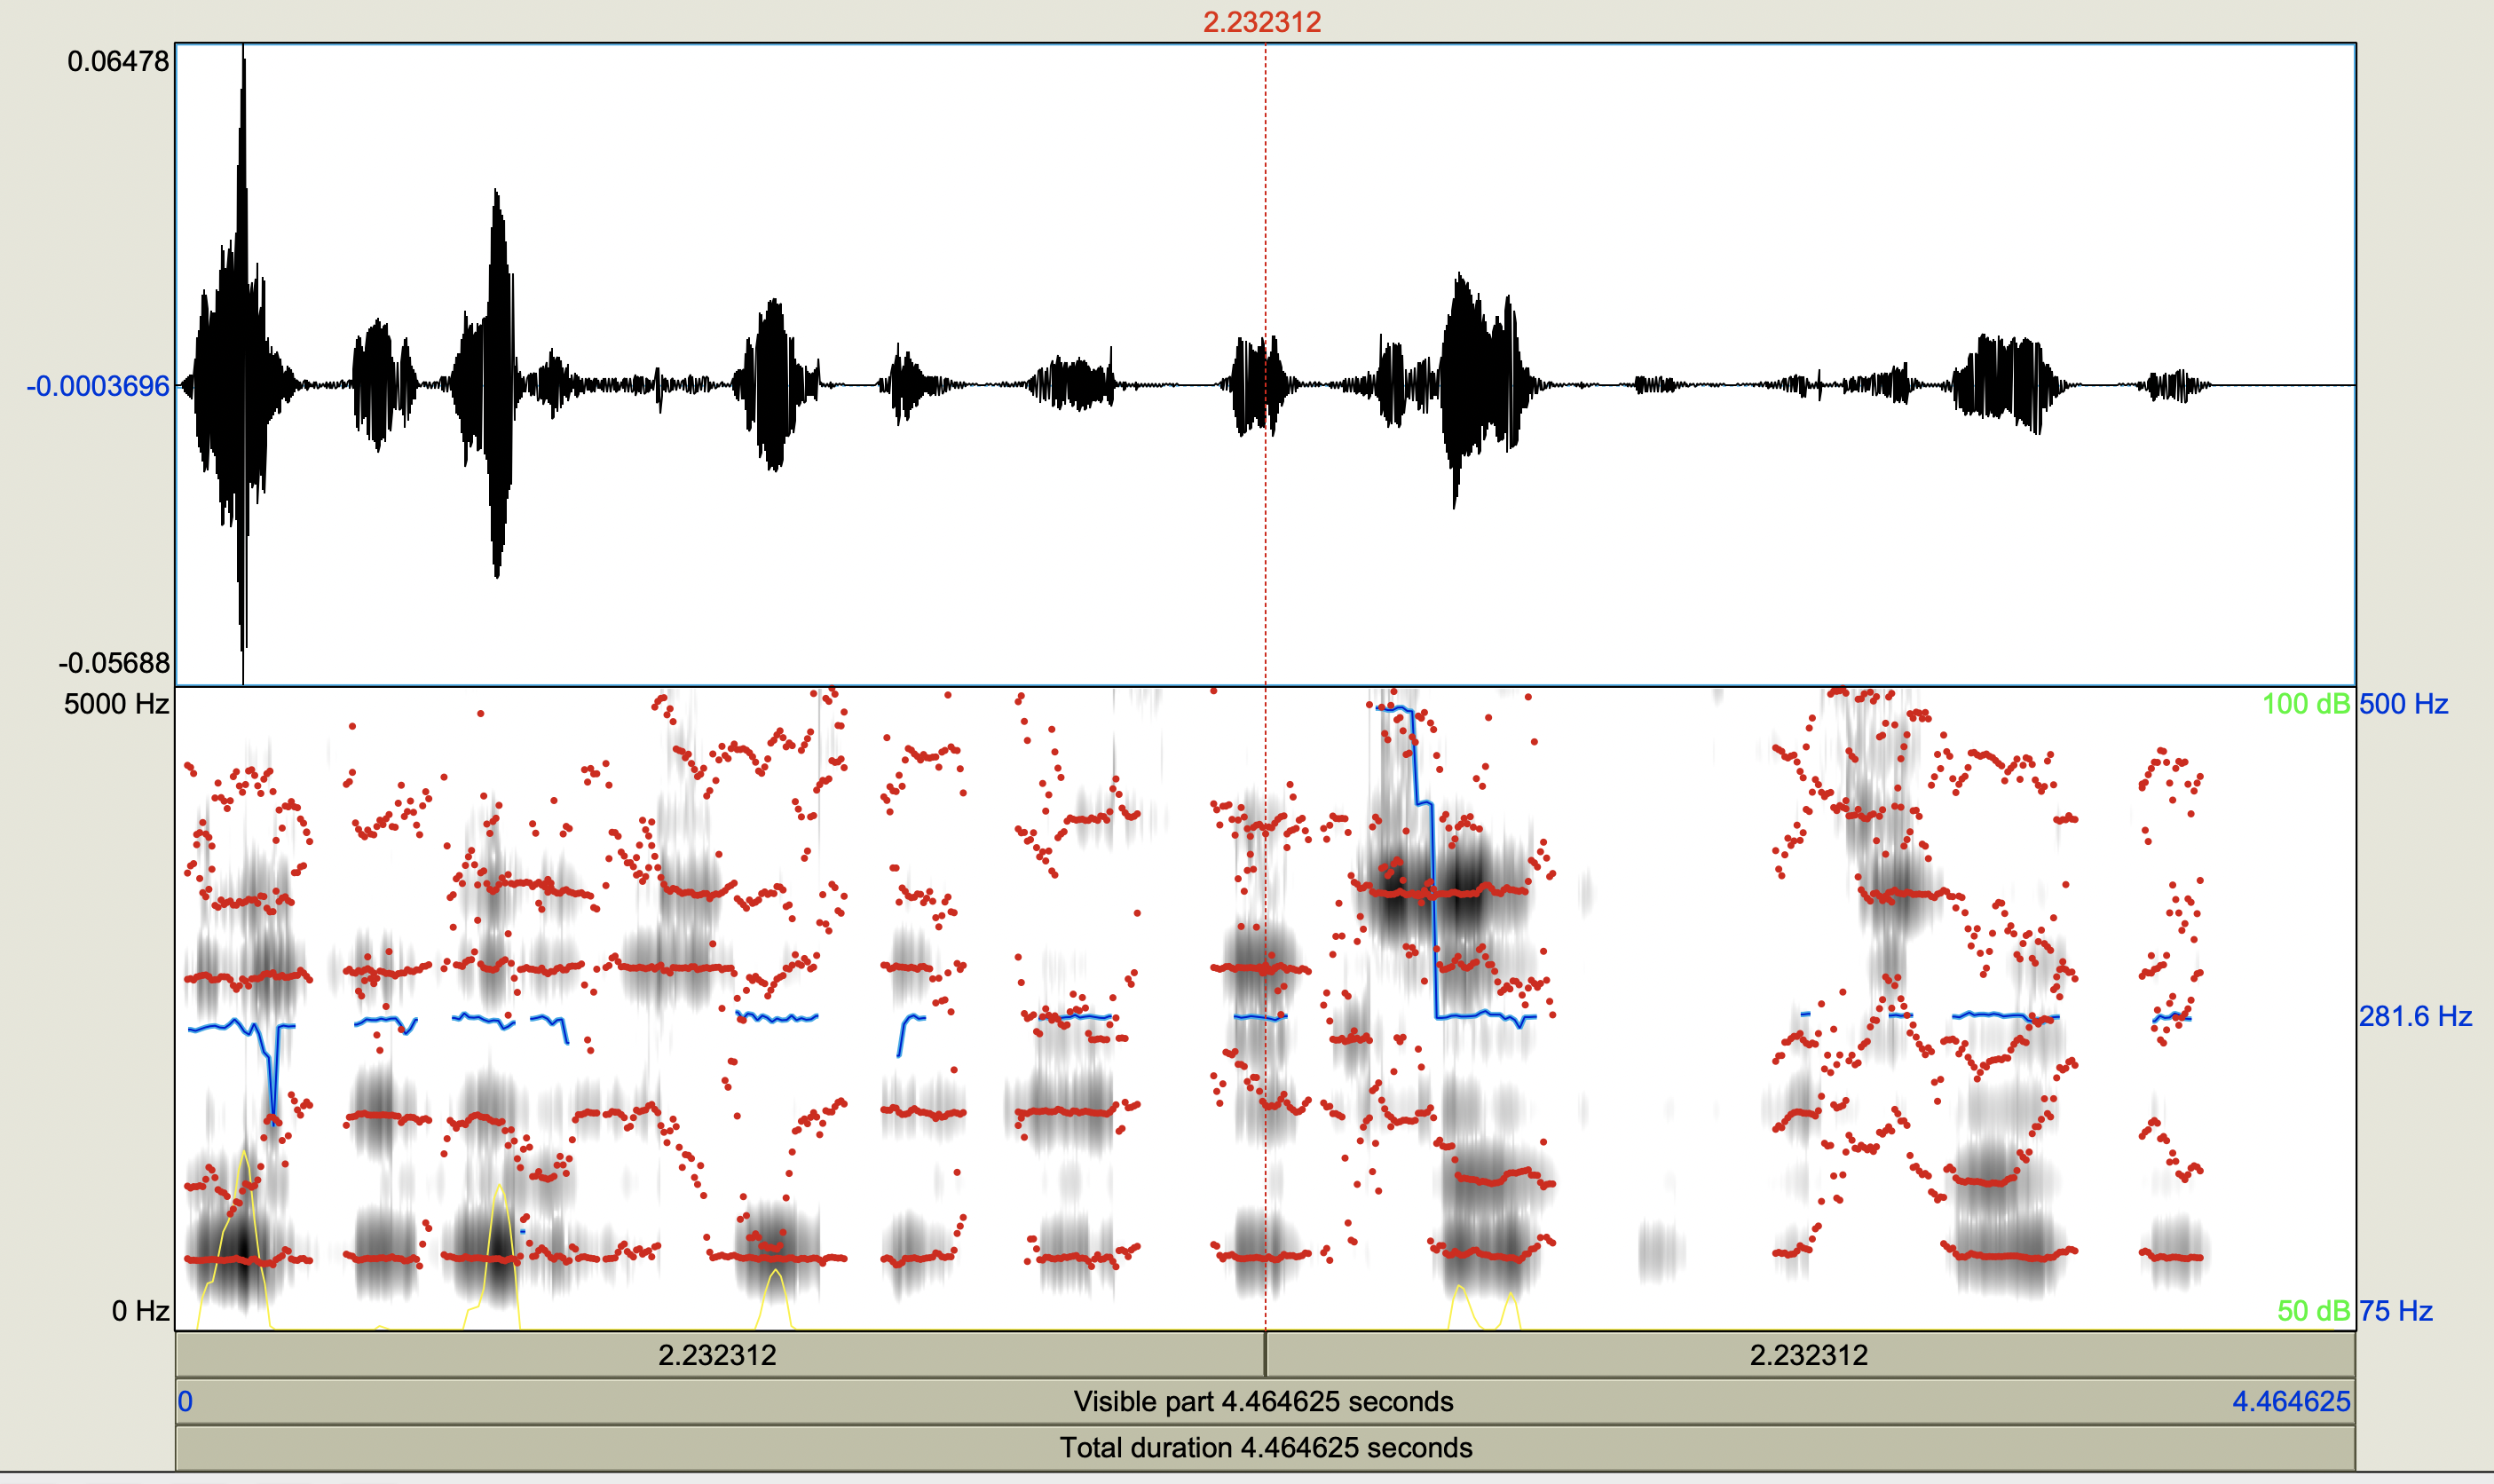 2.232312
0.06478
-0.0003696
-0.05688
5000 Hz
100 dB 500 Hz
281.6 Hz
0 Hz
50 dB 75 Hz
2.232312 2.232312
0 Visible part 4.464625 seconds 4.464625
Total duration 4.464625 seconds